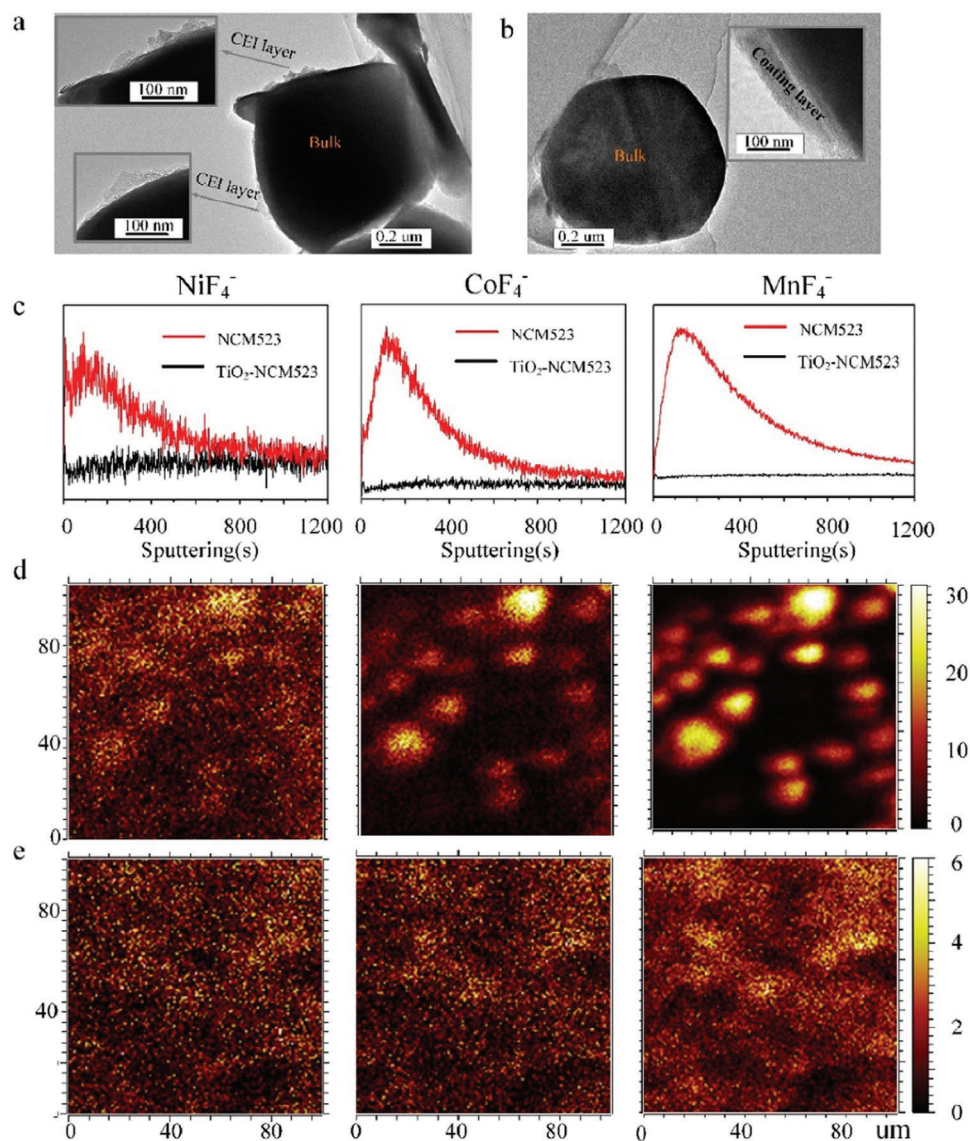 a
CEI layer
100 nm
Bulk
CEI layer
100 nm
0.2 um
b
Coating layer
100 nm
Bulk
0.2 um
c
NiF₄⁻
CoF₄⁻
MnF₄⁻
NCM523
TiO₂-NCM523
NCM523
TiO₂-NCM523
NCM523
TiO₂-NCM523
0 400 800 1200
0 400 800 1200
0 400 800 1200
Sputtering(s)
Sputtering(s)
Sputtering(s)
d
80
40
0
30
20
10
0
e
80
40
6
4
2
0
0 40 80
0 40 80
0 40 80 um